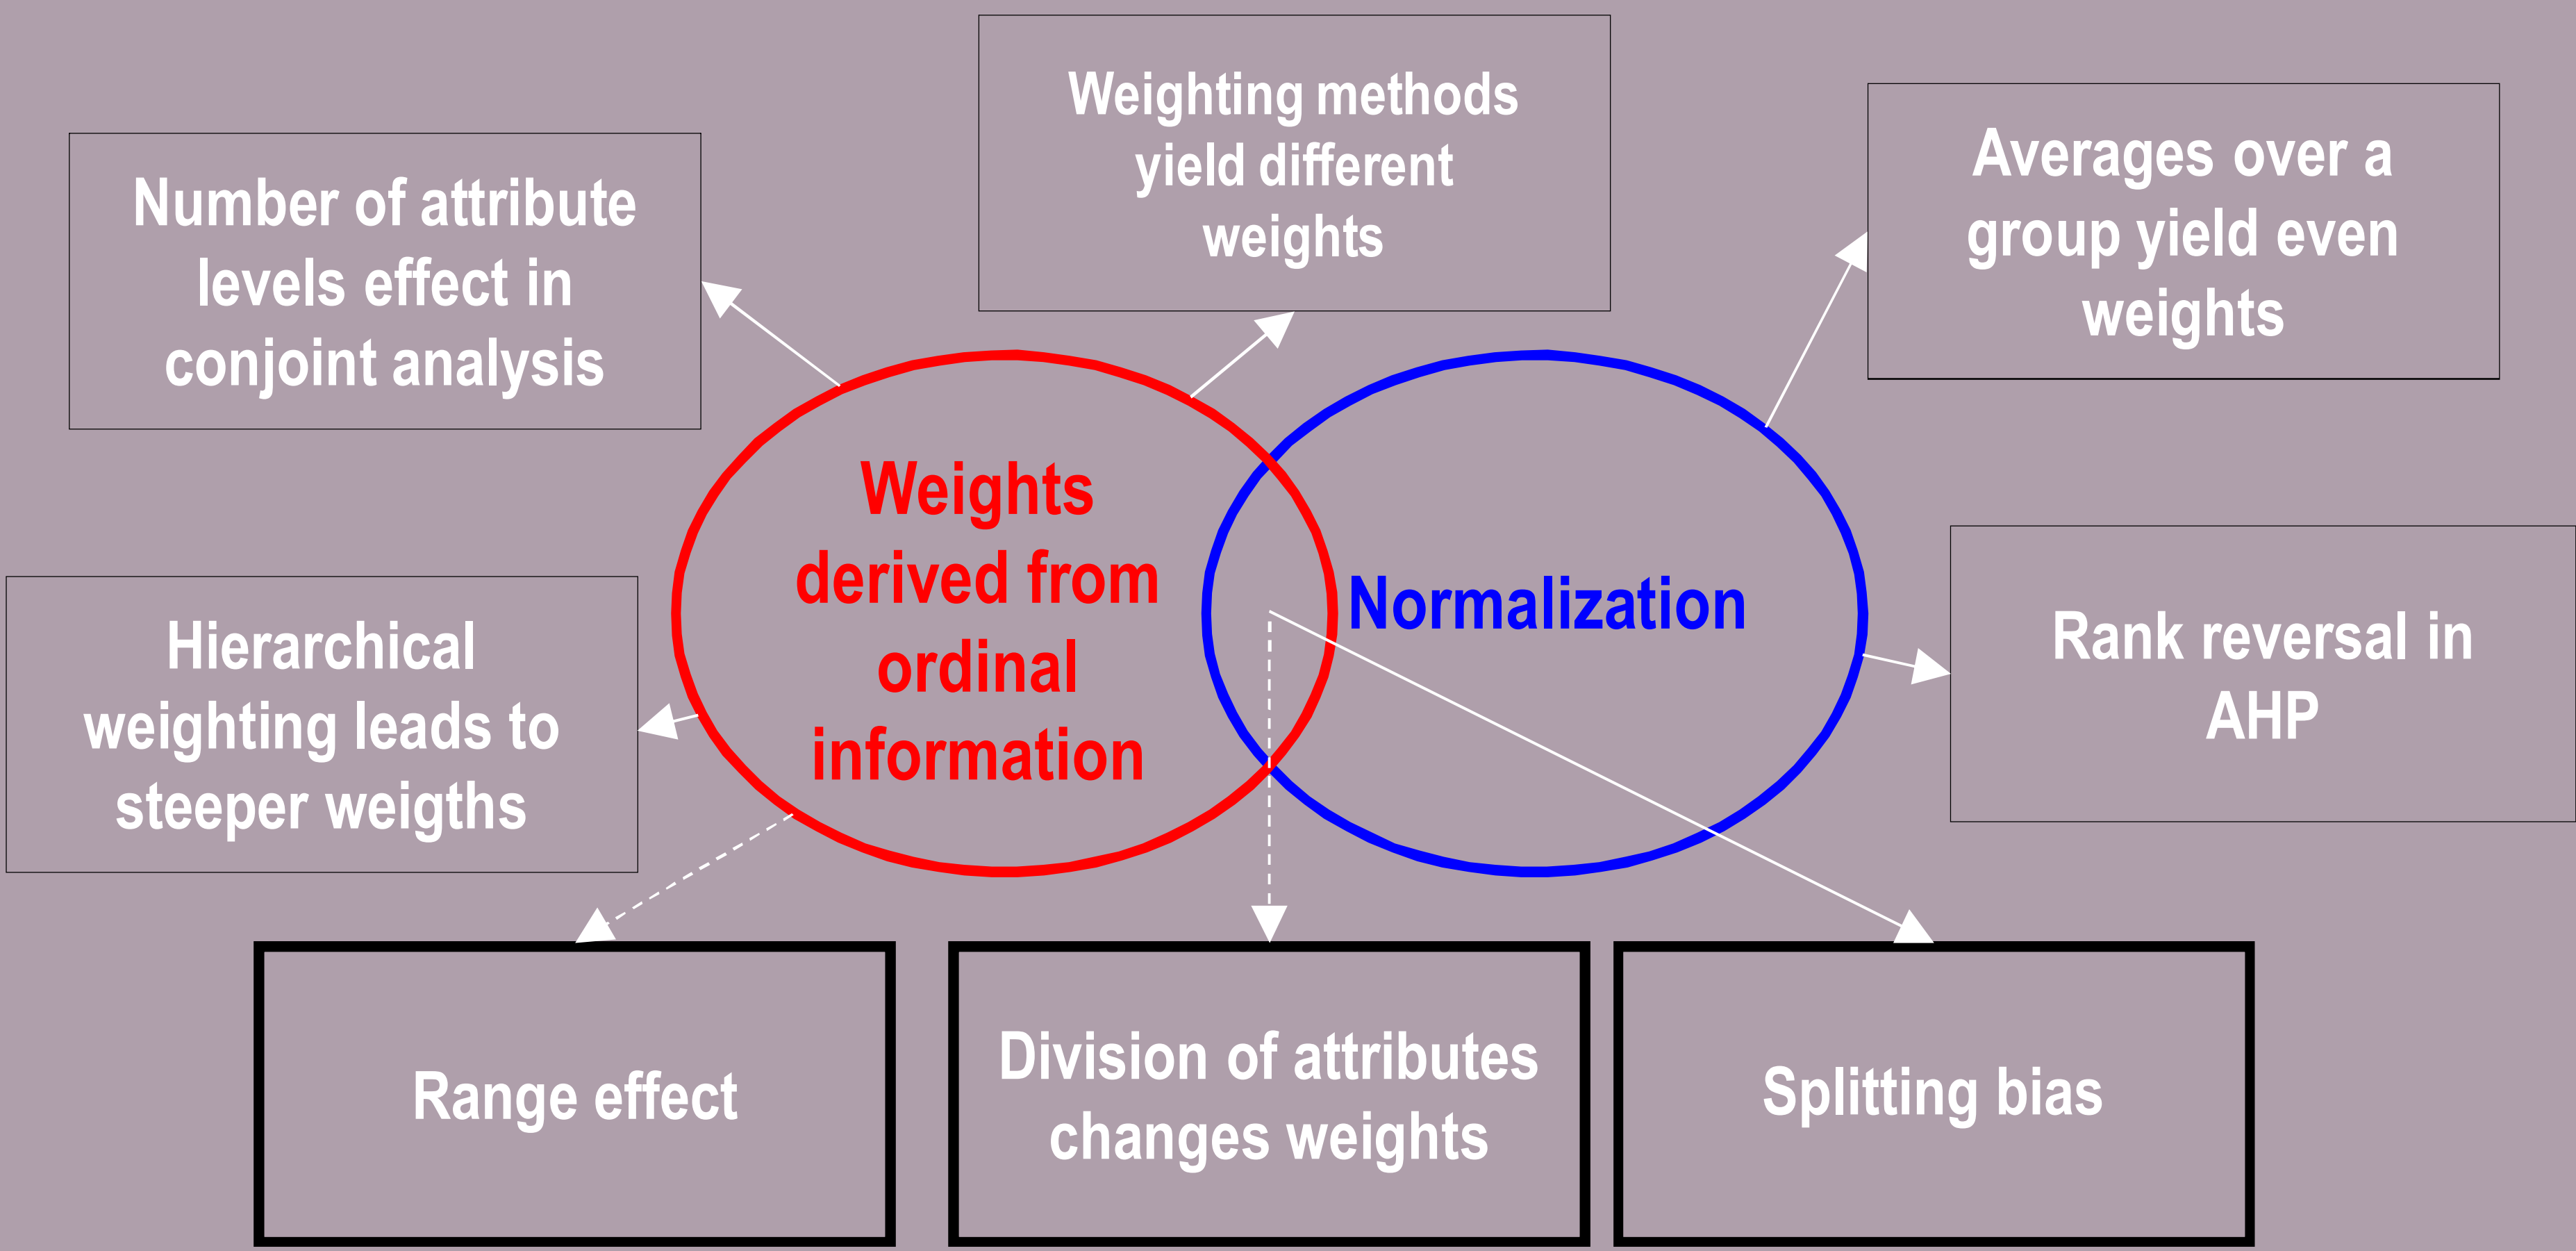 Weighting methods
yield different
weights
Number of attribute
levels effect in
conjoint analysis
Averages over a
group yield even
weights
Weights
derived from
ordinal
information
Normalization
Hierarchical
weighting leads to
steeper weigths
Rank reversal in
AHP
Range effect
Division of attributes
changes weights
Splitting bias